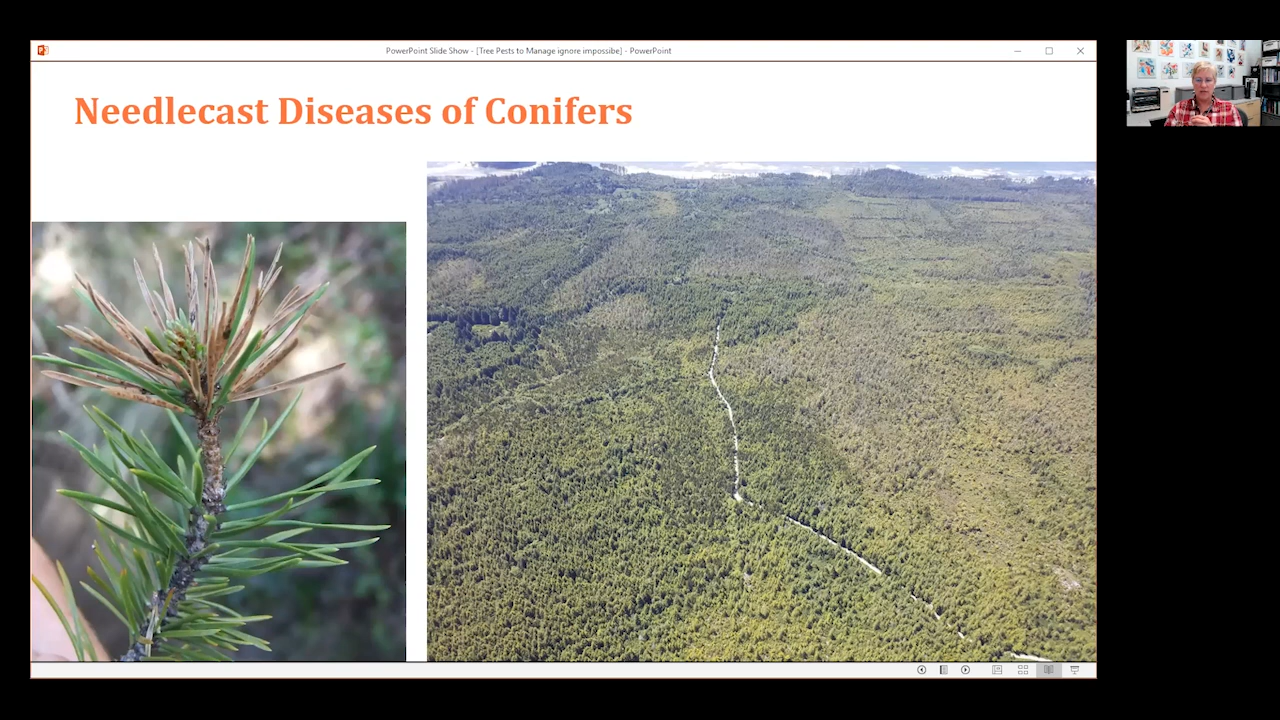 PowerPoint Slide Show - [Tree Pests to Manage ignore impossibe] - PowerPoint
Needlecast Diseases of Conifers